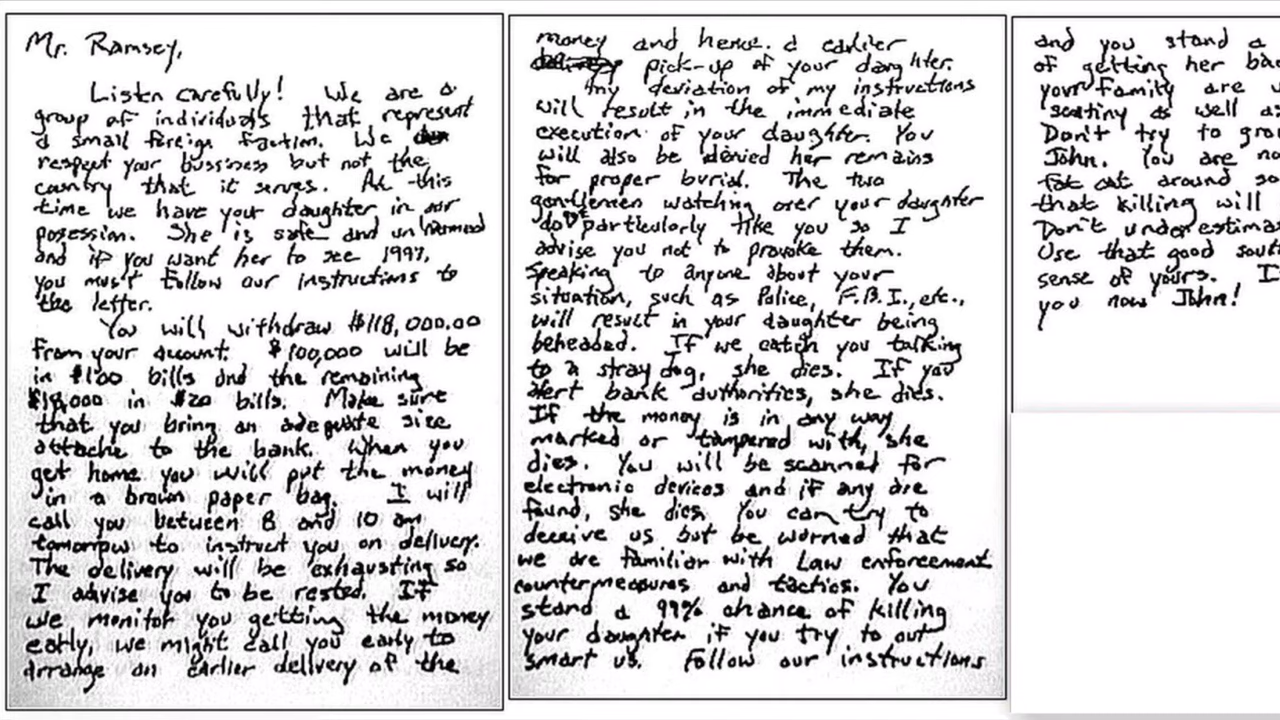 Mr. Ramsey,
Listen carefully! We are a
group of individuals that represent
a small foreign faction. We
respect your bussiness but not the
country that it serves. At this
time we have your daughter in our
posession. She is safe and unharmed
and if you want her to see 1997,
you must follow our instructions to
the letter.
You will withdraw $118,000.00
from your account. $100,000 will be
in $100 bills and the remaining
$18,000 in $20 bills. Make sure
that you bring an adequate size
attache to the bank. When you
get home you will put the money
in a brown paper bag. I will
call you between 8 and 10 am
tomorrow to instruct you on delivery.
The delivery will be exhausting so
I advise you to be rested. If
we monitor you getting the money
early, we might call you early to
arrange an earlier delivery of the
money and hence. a earlier
delivery pick-up of your daughter.
Any deviation of my instructions
will result in the immediate
execution of your daughter. You
will also be denied her remains
for proper burial. The two
gentlemen watching over your daughter
do not particularly like you so I
advise you not to provoke them.
Speaking to anyone about your
situation, such as Police, F.B.I., etc.,
will result in your daughter being
beheaded. If we catch you talking
to a stray dog, she dies. If you
alert bank authorities, she dies.
If the money is in any way
marked or tampered with, she
dies. You will be scanned for
electronic devices and if any are
found, she dies. You can try to
deceive us but be warned that
we are familiar with Law enforcement
countermeasures and tactics. You
stand a 99% chance of killing
your daughter if you try to out
smart us. Follow our instructions
and you stand a
of getting her bac
your family are u
scutiny as well a
Don't try to gro
John. You are no
fat cat around so
that killing will
Don't underestima
Use that good south
sense of yours. I
you now John!